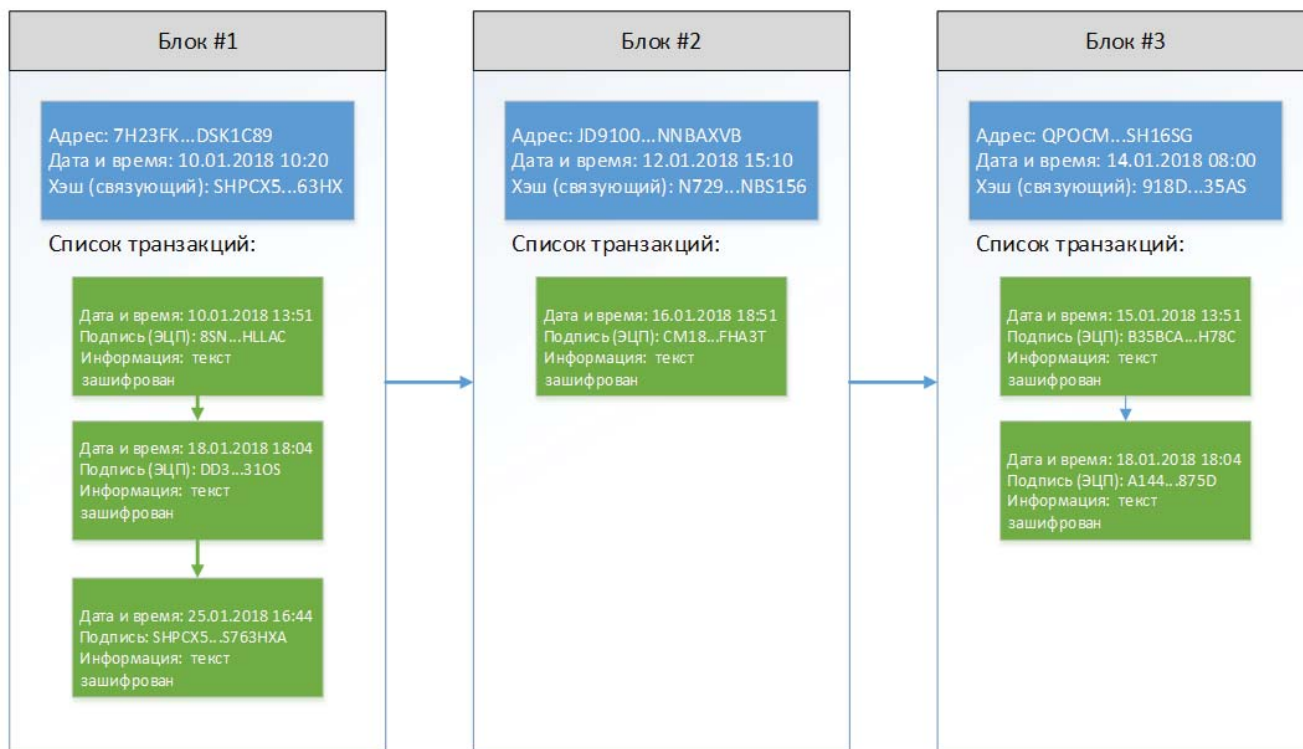 Блок #1
Адрес: 7H23FK...DSK1C89
Дата и время: 10.01.2018 10:20
Хэш (связующий): SHPCX5...63HX
Список транзакций:
Дата и время: 10.01.2018 13:51
Подпись (ЭЦП): 8SN...HLLAC
Информация: текст
зашифрован
Дата и время: 18.01.2018 18:04
Подпись (ЭЦП): DD3...31OS
Информация: текст
зашифрован
Дата и время: 25.01.2018 16:44
Подпись: SHPCX5...S763HXA
Информация: текст
зашифрован
Блок #2
Адрес: JD9100...NNBAXVB
Дата и время: 12.01.2018 15:10
Хэш (связующий): N729...NBS156
Список транзакций:
Дата и время: 16.01.2018 18:51
Подпись (ЭЦП): CM18...FHA3T
Информация: текст
зашифрован
Блок #3
Адрес: QPOCM...SH16SG
Дата и время: 14.01.2018 08:00
Хэш (связующий): 918D...35AS
Список транзакций:
Дата и время: 15.01.2018 13:51
Подпись (ЭЦП): B35BCA...H78C
Информация: текст
зашифрован
Дата и время: 18.01.2018 18:04
Подпись (ЭЦП): A144...875D
Информация: текст
зашифрован